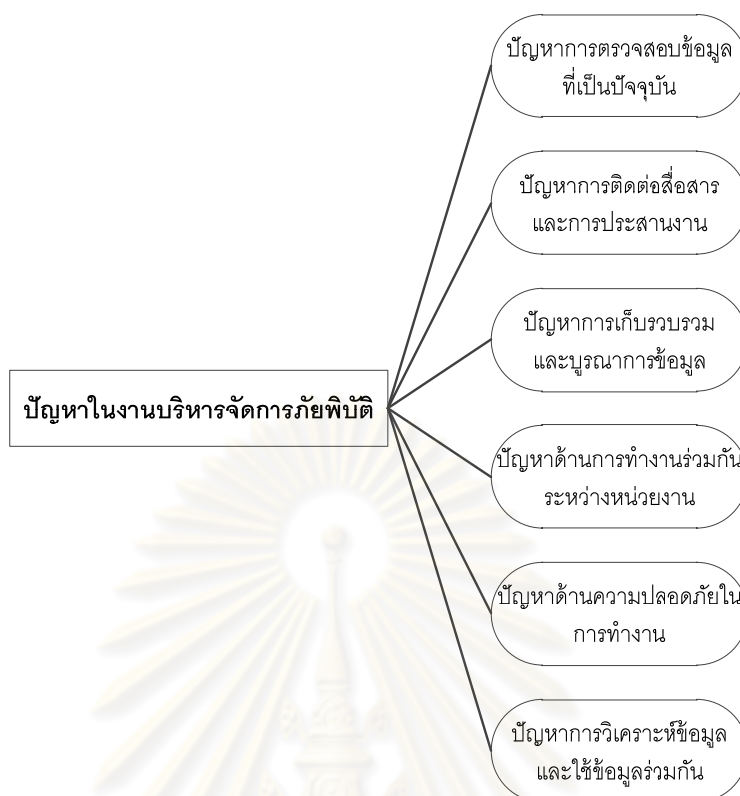 ปัญหาการตรวจสอบข้อมูล
ที่เป็นปัจจุบัน
ปัญหาการติดต่อสื่อสาร
และการประสานงาน
ปัญหาการเก็บรวบรวม
และบูรณาการข้อมูล
ปัญหาในงานบริหารจัดการภัยพิบัติ
ปัญหาด้านการทำงานร่วมกัน
ระหว่างหน่วยงาน
ปัญหาด้านความปลอดภัยใน
การทำงาน
ปัญหาการวิเคราะห์ข้อมูล
และใช้ข้อมูลร่วมกัน